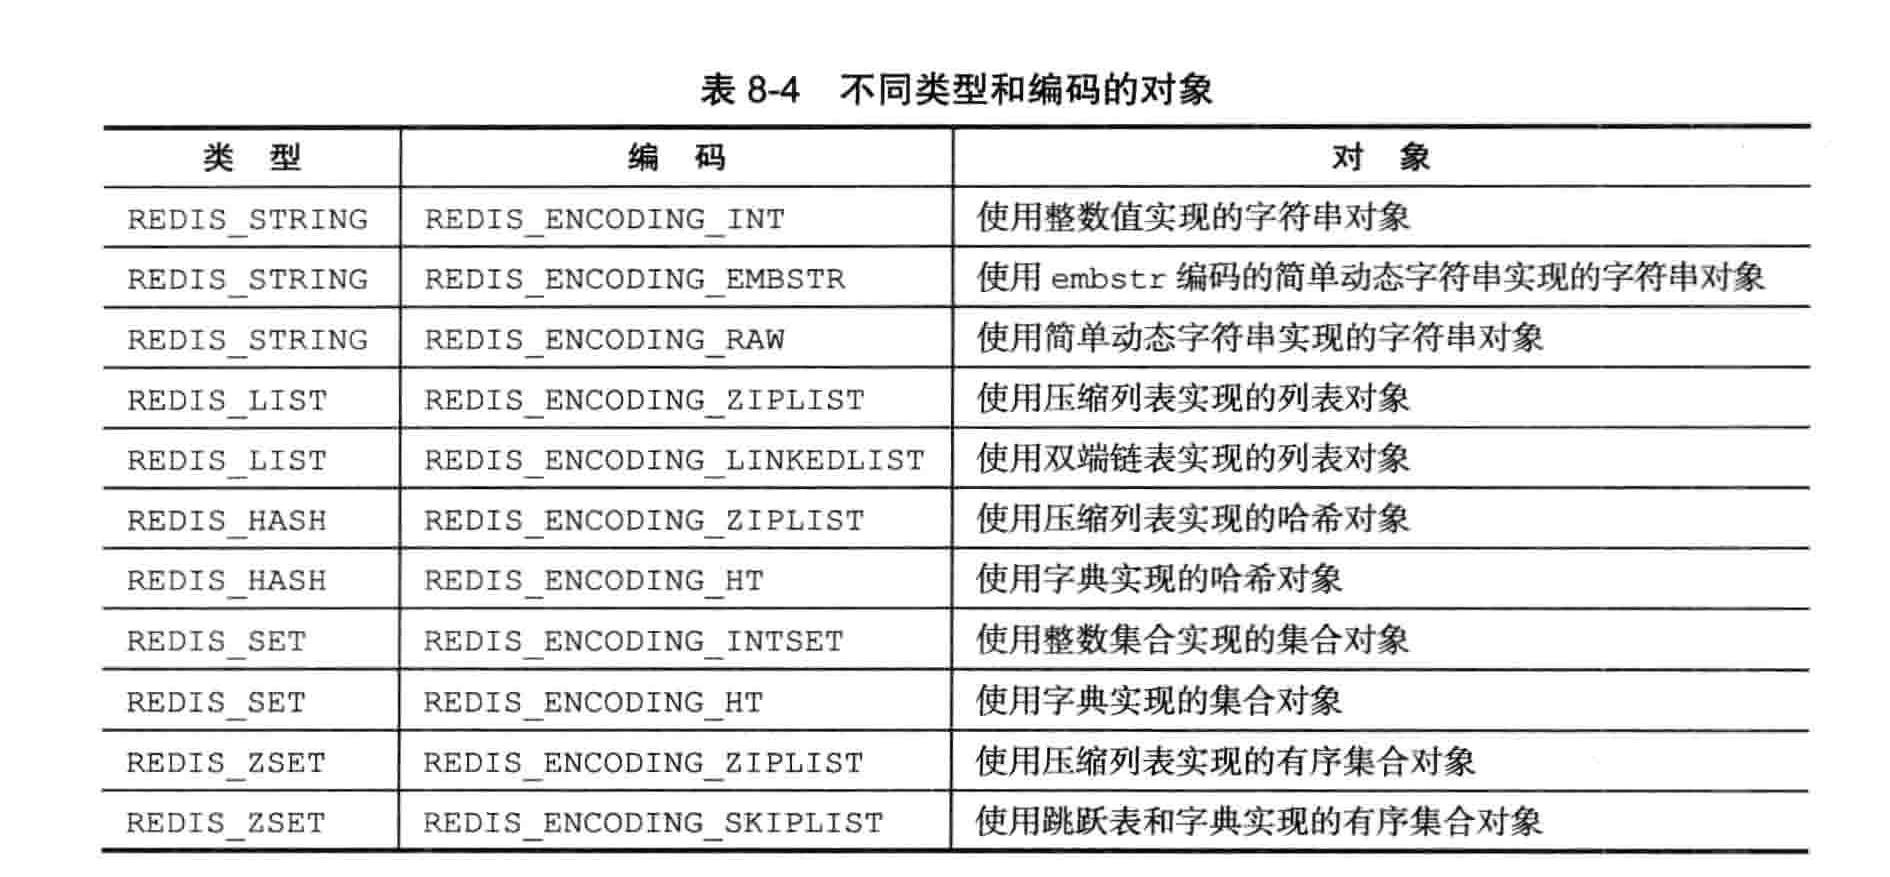 表 8-4 不同类型和编码的对象
类 型 编 码 对 象
REDIS_STRING REDIS_ENCODING_INT 使用整数值实现的字符串对象
REDIS_STRING REDIS_ENCODING_EMBSTR 使用 embstr 编码的简单动态字符串实现的字符串对象
REDIS_STRING REDIS_ENCODING_RAW 使用简单动态字符串实现的字符串对象
REDIS_LIST REDIS_ENCODING_ZIPLIST 使用压缩列表实现的列表对象
REDIS_LIST REDIS_ENCODING_LINKEDLIST 使用双端链表实现的列表对象
REDIS_HASH REDIS_ENCODING_ZIPLIST 使用压缩列表实现的哈希对象
REDIS_HASH REDIS_ENCODING_HT 使用字典实现的哈希对象
REDIS_SET REDIS_ENCODING_INTSET 使用整数集合实现的集合对象
REDIS_SET REDIS_ENCODING_HT 使用字典实现的集合对象
REDIS_ZSET REDIS_ENCODING_ZIPLIST 使用压缩列表实现的有序集合对象
REDIS_ZSET REDIS_ENCODING_SKIPLIST 使用跳跃表和字典实现的有序集合对象